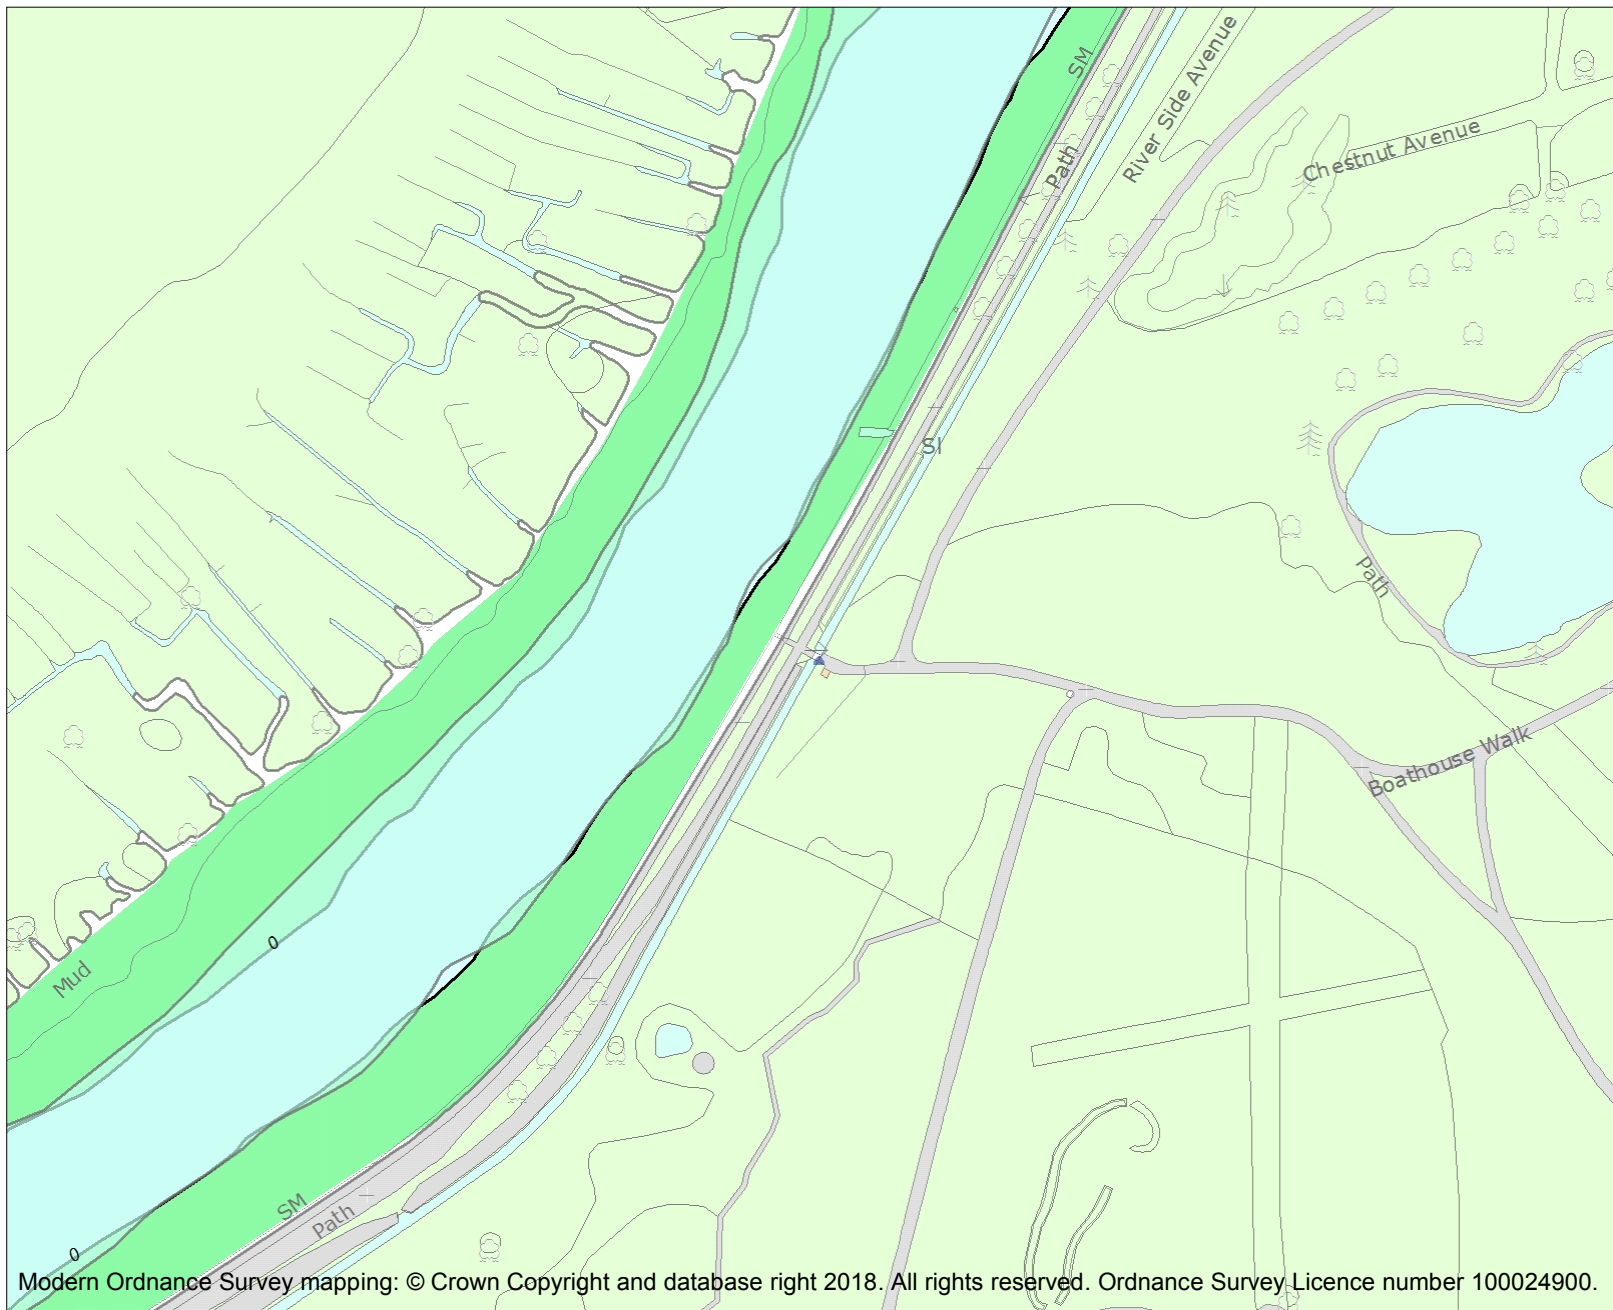 SM
River Side Avenue
Path
Chestnut Avenue
Sl
Path
Boathouse Walk
0
Mud
SM
Path
0
Modern Ordnance Survey mapping: © Crown Copyright and database right 2018. All rights reserved. Ordnance Survey Licence number 100024900.